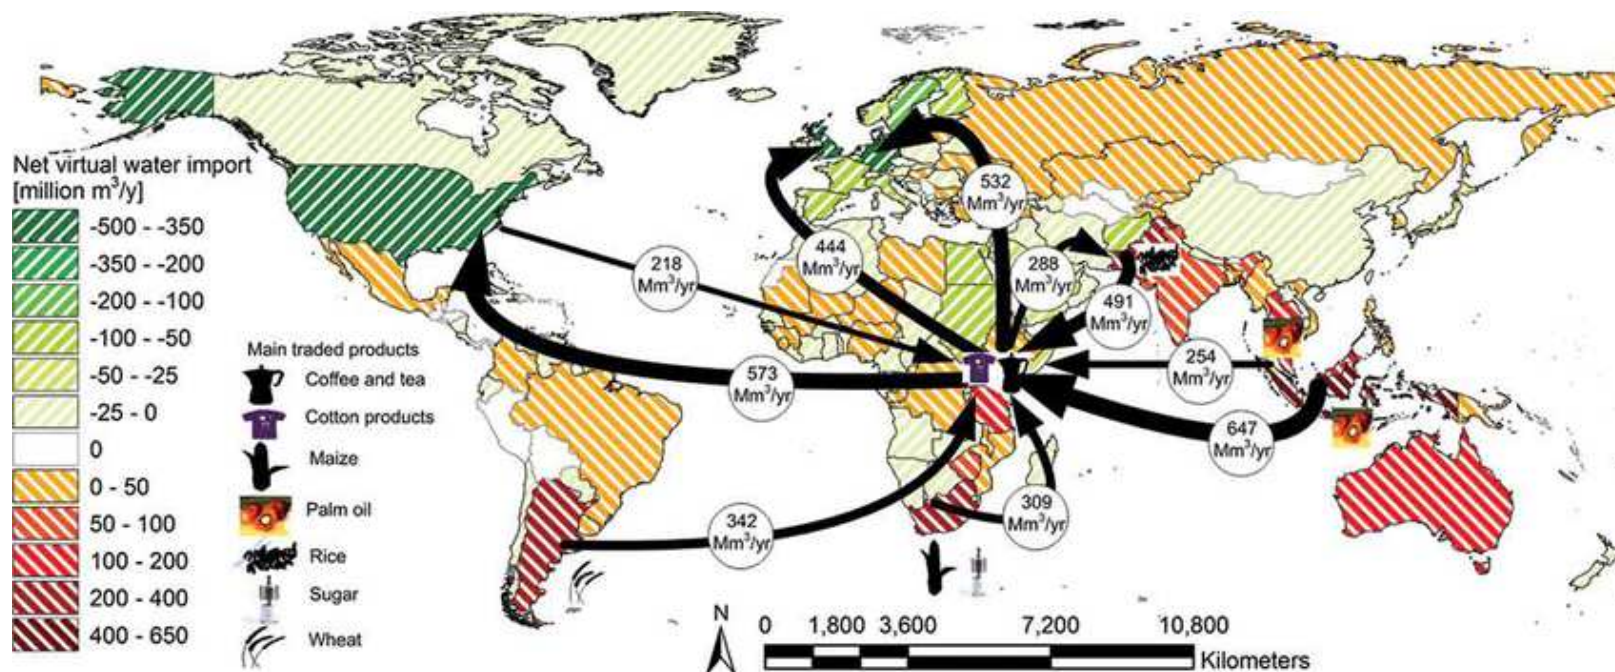 Net virtual water import
[million m³/y]
-500 - -350
-350 - -200
-200 - -100
-100 - -50
-50 - -25
-25 - 0
0
0 - 50
50 - 100
100 - 200
200 - 400
400 - 650
Main traded products
Coffee and tea
Cotton products
Maize
Palm oil
Rice
Sugar
Wheat
218
Mm³/yr
444
Mm³/yr
532
Mm³/yr
288
Mm³/yr
491
Mm³/yr
254
Mm³/yr
573
Mm³/yr
647
Mm³/yr
342
Mm³/yr
309
Mm³/yr
N
0 1,800 3,600 7,200 10,800
Kilometers